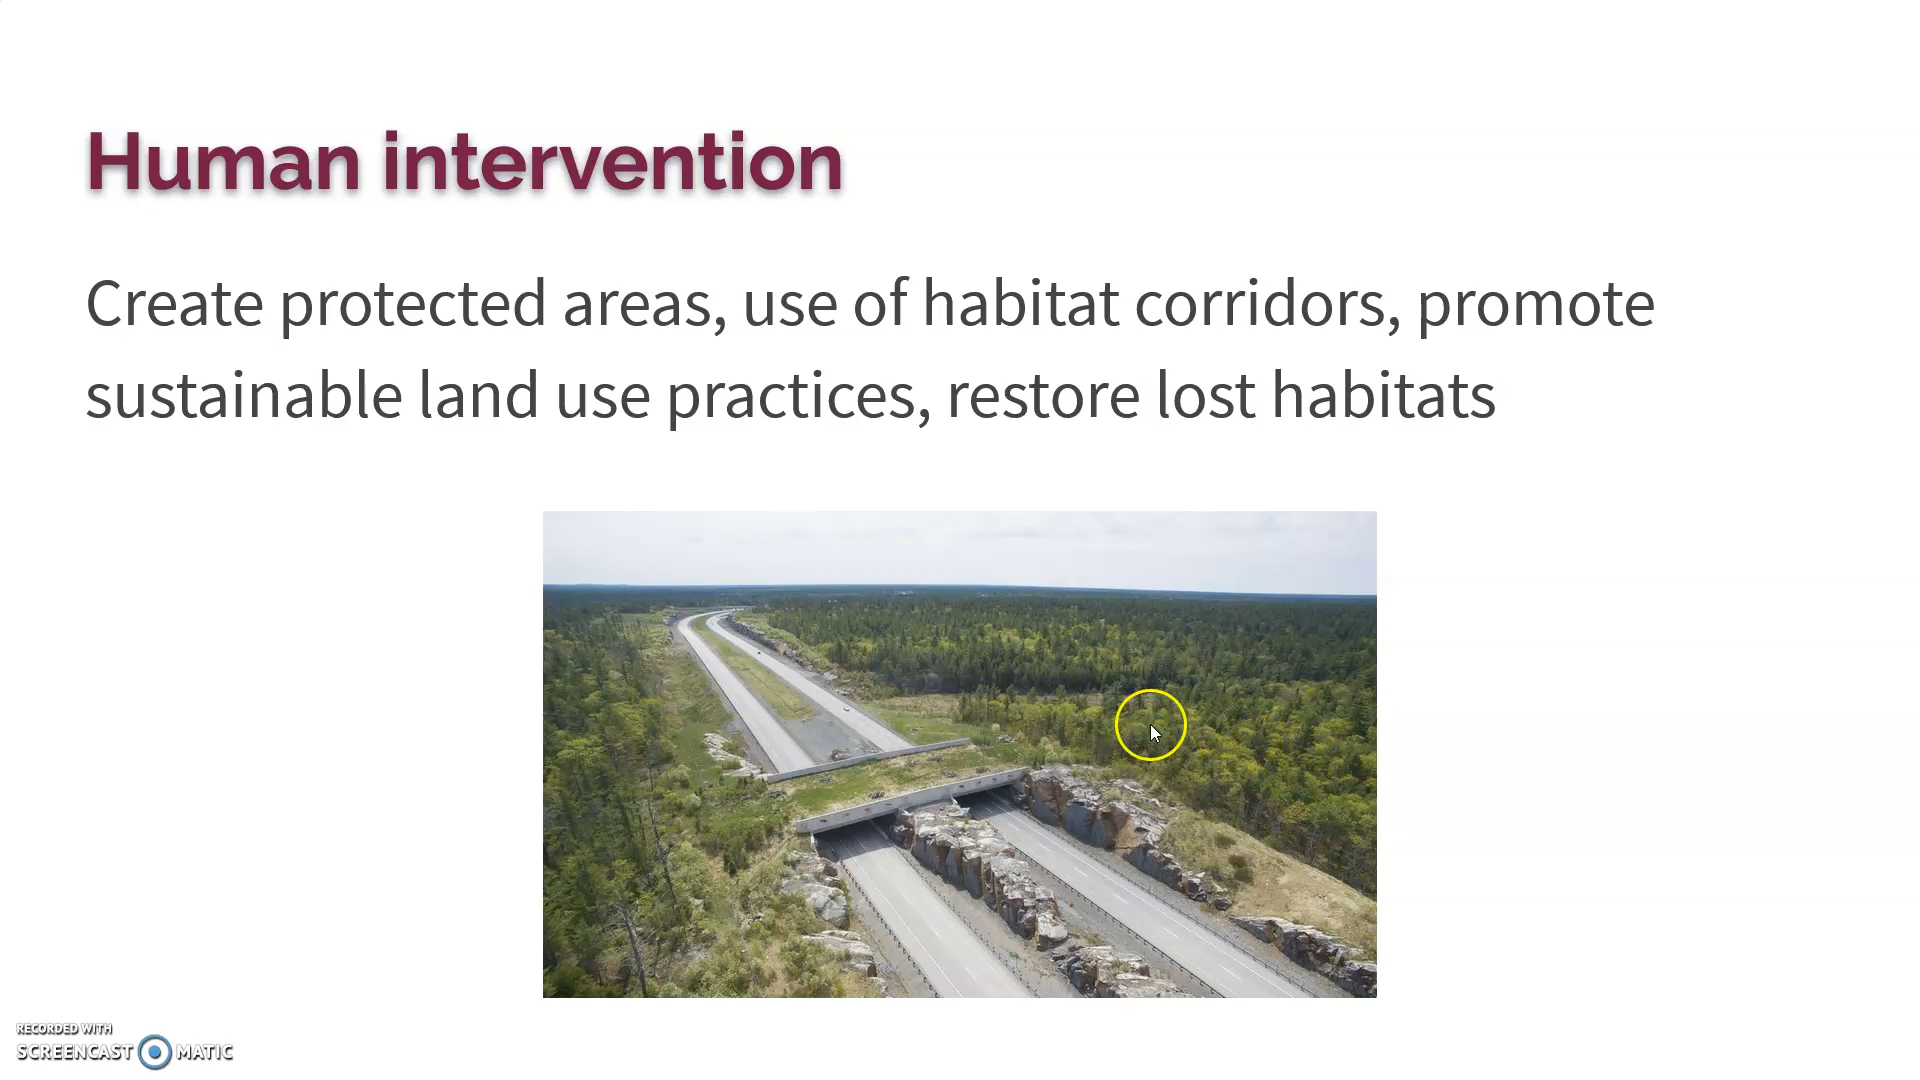 Human intervention
Create protected areas, use of habitat corridors, promote
sustainable land use practices, restore lost habitats
RECORDED WITH
SCREENCAST MATIC